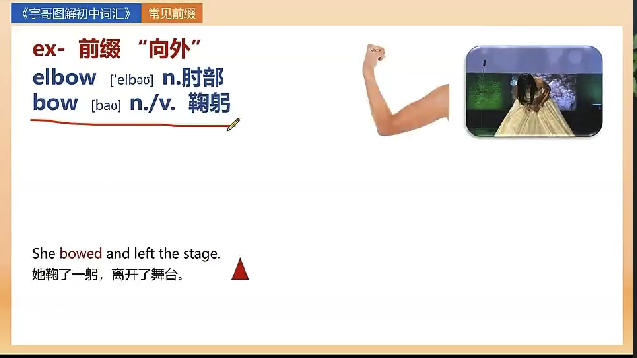 《宇哥图解初中词汇》 常见前缀
ex- 前缀 “向外”
elbow ['elbəʊ] n.肘部
bow [baʊ] n./v. 鞠躬
She bowed and left the stage.
她鞠了一躬，离开了舞台。